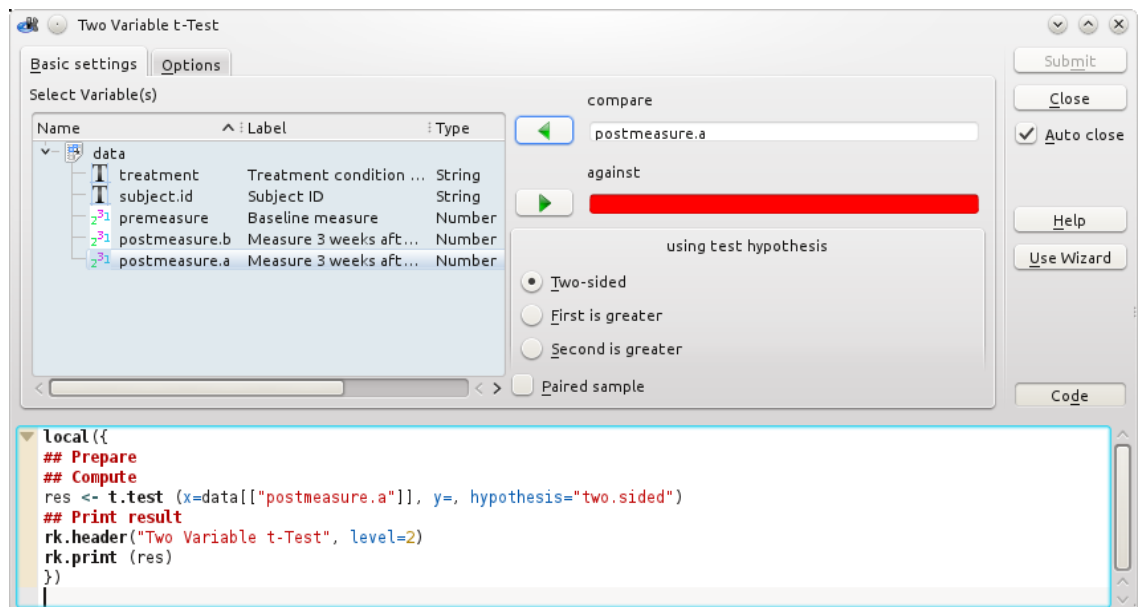 Two Variable t-Test
Basic settings
Options
Select Variable(s)
Name Label Type
data
treatment Treatment condition ... String
subject.id Subject ID String
premeasure Baseline measure Number
postmeasure.b Measure 3 weeks aft... Number
postmeasure.a Measure 3 weeks aft... Number
compare
postmeasure.a
against
using test hypothesis
Two-sided
First is greater
Second is greater
Paired sample
Submit
Close
Auto close
Help
Use Wizard
Code
local({
## Prepare
## Compute
res <- t.test (x=data[["postmeasure.a"]], y=, hypothesis="two.sided")
## Print result
rk.header("Two Variable t-Test", level=2)
rk.print (res)
})